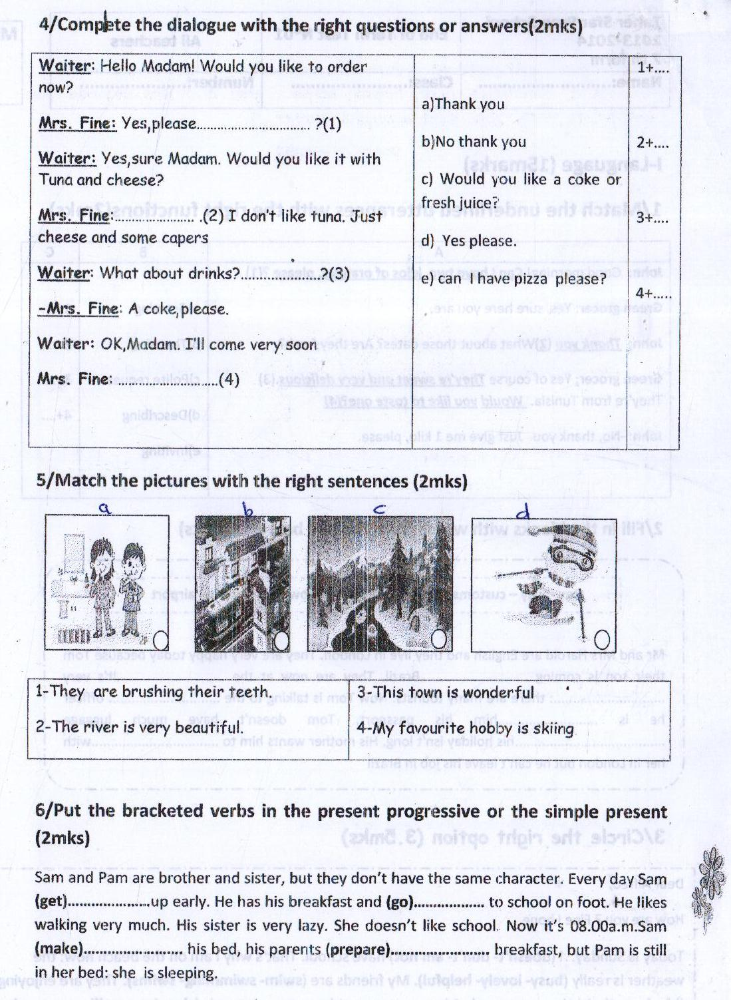 4/Complete the dialogue with the right questions or answers(2mks)
Waiter: Hello Madam! Would you like to order
now?
Mrs. Fine: Yes,please.................................. ?(1)
Waiter: Yes,sure Madam. Would you like it with
Tuna and cheese?
Mrs. Fine:................. .(2) I don't like tuna. Just
cheese and some capers
Waiter: What about drinks?....................?(3)
-Mrs. Fine: A coke,please.
Waiter: OK,Madam. I'll come very soon
Mrs. Fine:.........................(4)
a)Thank you
b)No thank you
c) Would you like a coke or
fresh juice?
d) Yes please.
e) can I have pizza please?
1+....
2+....
3+....
4+.....
5/Match the pictures with the right sentences (2mks)
a b c d
1-They are brushing their teeth.
2-The river is very beautiful.
3-This town is wonderful
4-My favourite hobby is skiing
6/Put the bracketed verbs in the present progressive or the simple present
(2mks)
Sam and Pam are brother and sister, but they don't have the same character. Every day Sam
(get)......................up early. He has his breakfast and (go).................. to school on foot. He likes
walking very much. His sister is very lazy. She doesn't like school. Now it's 08.00a.m.Sam
(make)......................... his bed, his parents (prepare)......................... breakfast, but Pam is still
in her bed: she is sleeping.